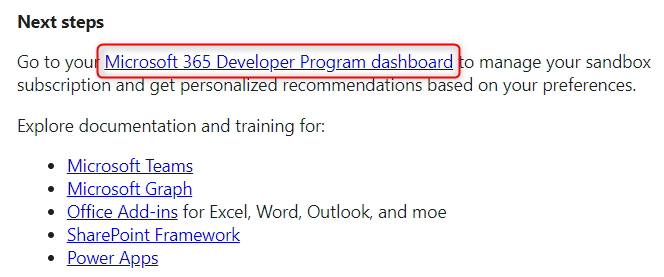 Next steps
Go to your Microsoft 365 Developer Program dashboard to manage your sandbox
subscription and get personalized recommendations based on your preferences.
Explore documentation and training for:
• Microsoft Teams
• Microsoft Graph
• Office Add-ins for Excel, Word, Outlook, and moe
• SharePoint Framework
• Power Apps